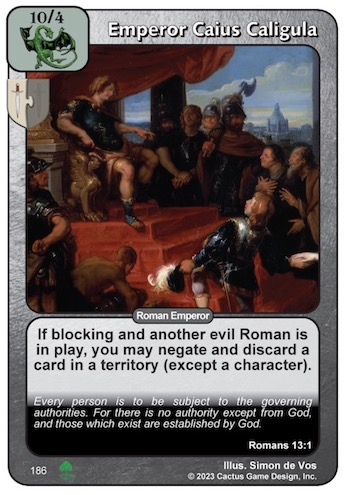 10/4
Emperor Caius Caligula
Roman Emperor
If blocking and another evil Roman is
in play, you may negate and discard a
card in a territory (except a character).
Every person is to be subject to the governing
authorities. For there is no authority except from God,
and those which exist are established by God.
Romans 13:1
186
Illus. Simon de Vos
© 2023 Cactus Game Design, Inc.